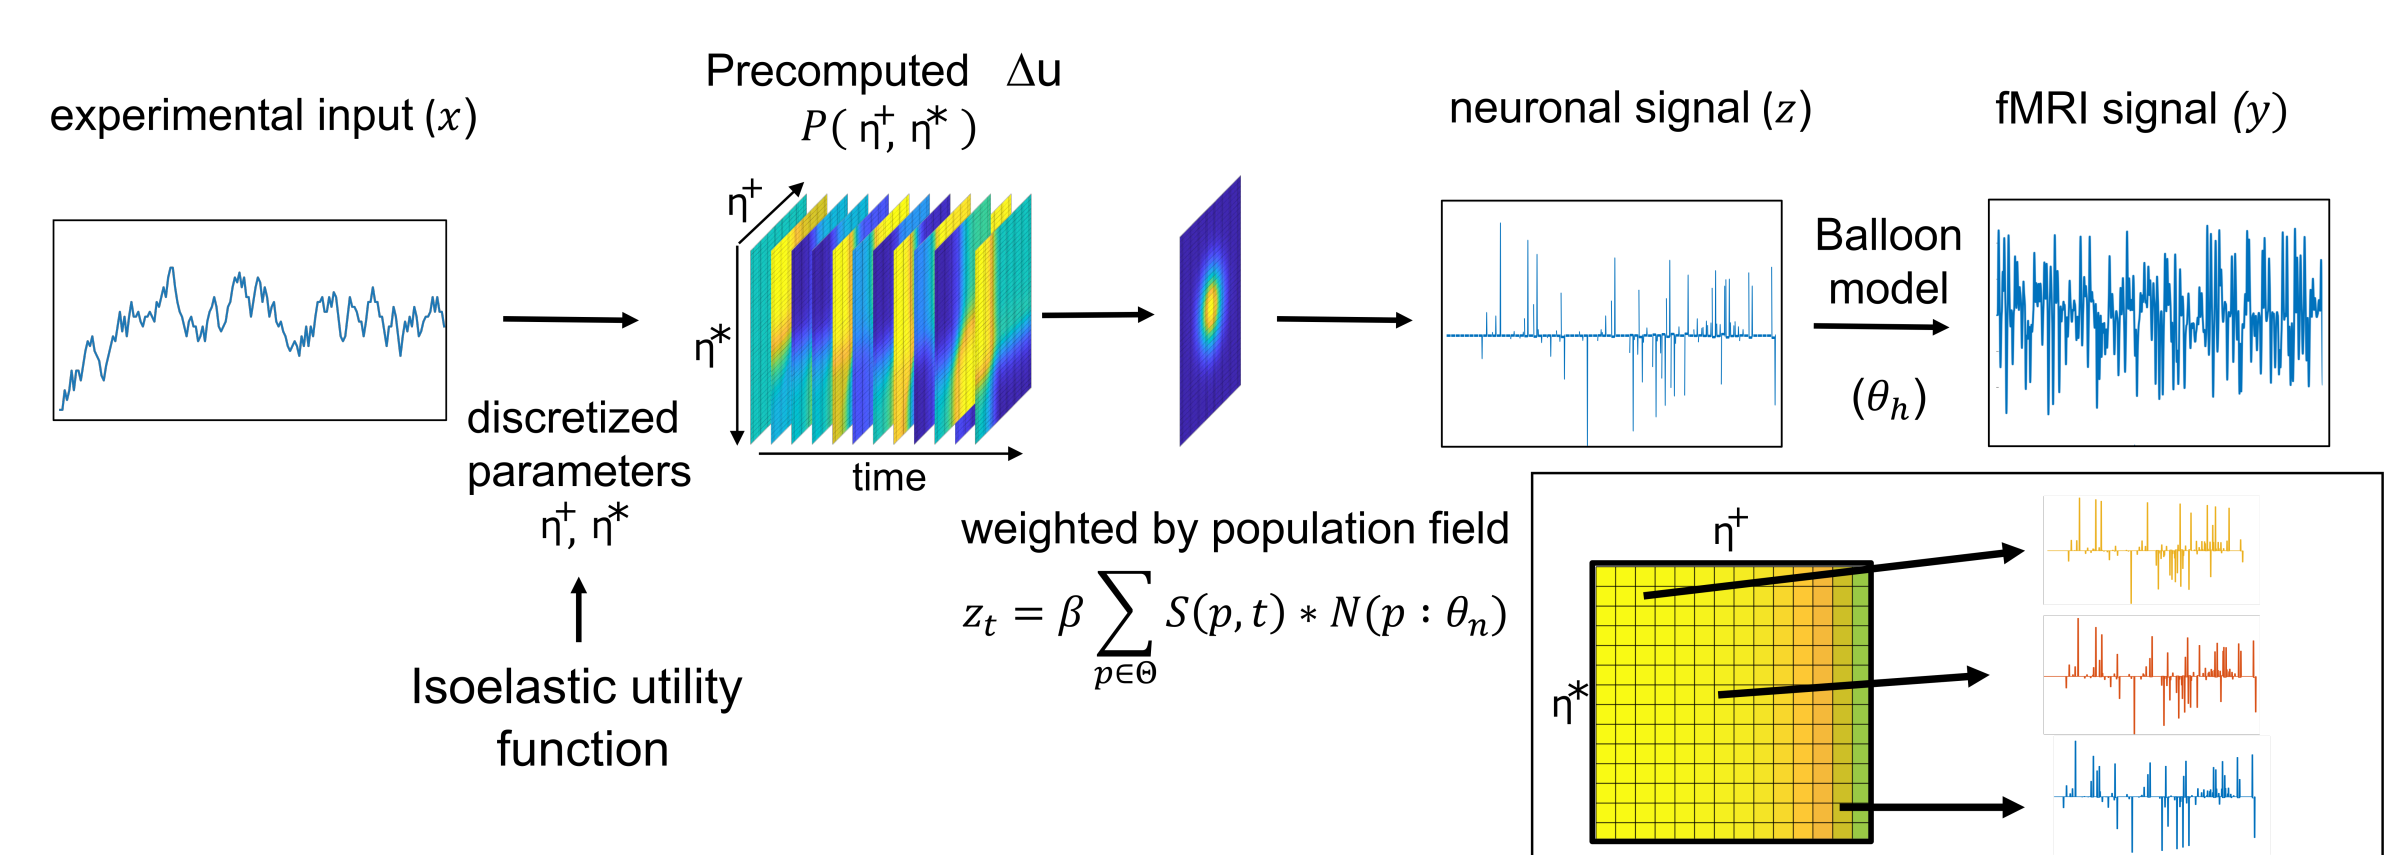 experimental input (x)
Precomputed Δu
P( η⁺, η* )
neuronal signal (z)
fMRI signal (y)
η⁺
η*
time
Balloon
model
(θₕ)
discretized
parameters
η⁺, η*
Isoelastic utility
function
weighted by population field
zₜ = β ∑ S(p, t) * N(p : θₙ)
p∈Θ
η⁺
η*